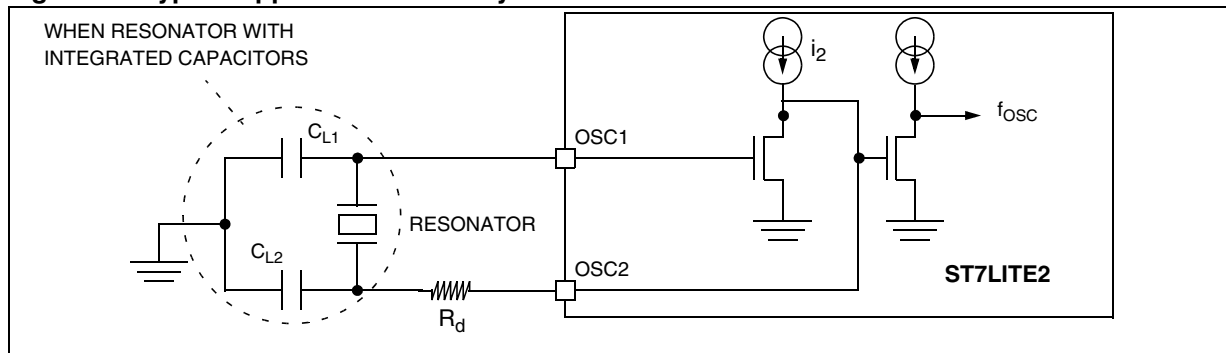 WHEN RESONATOR WITH
INTEGRATED CAPACITORS
CL1
CL2
RESONATOR
Rd
OSC1
OSC2
i2
fOSC
ST7LITE2